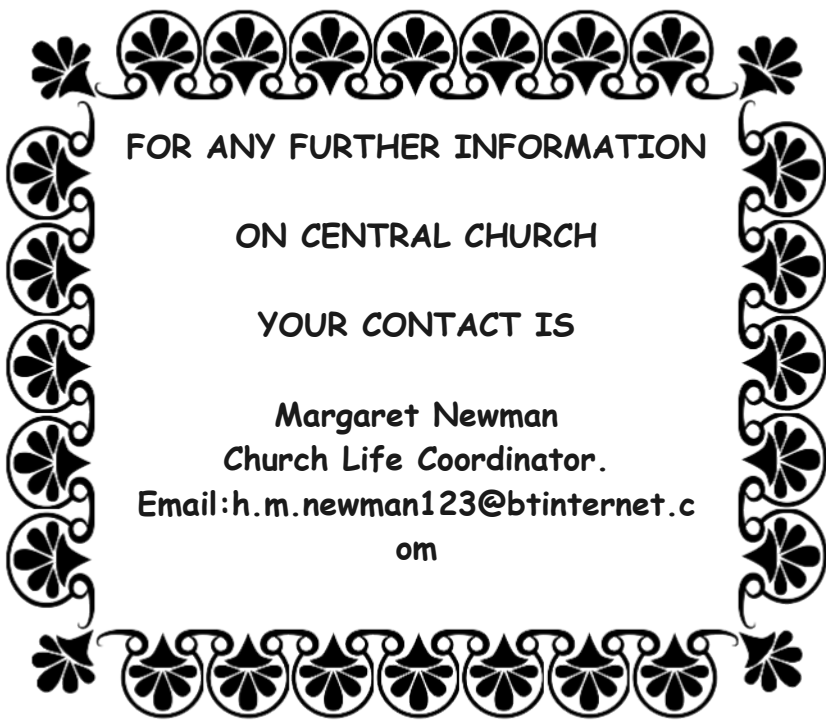 FOR ANY FURTHER INFORMATION
ON CENTRAL CHURCH
YOUR CONTACT IS
Margaret Newman
Church Life Coordinator.
Email:h.m.newman123@btinternet.c
om